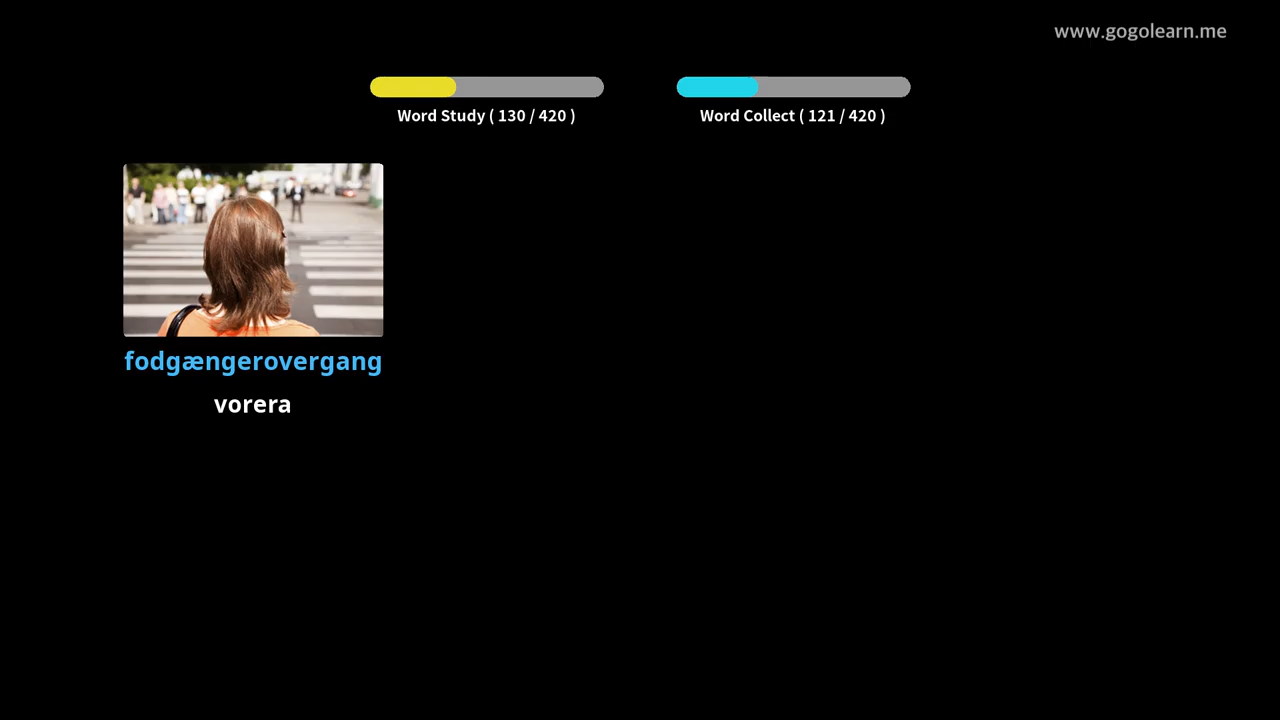 www.gogolearn.me
Word Study ( 130 / 420 )
Word Collect ( 121 / 420 )
fodgængerovergang
vorera